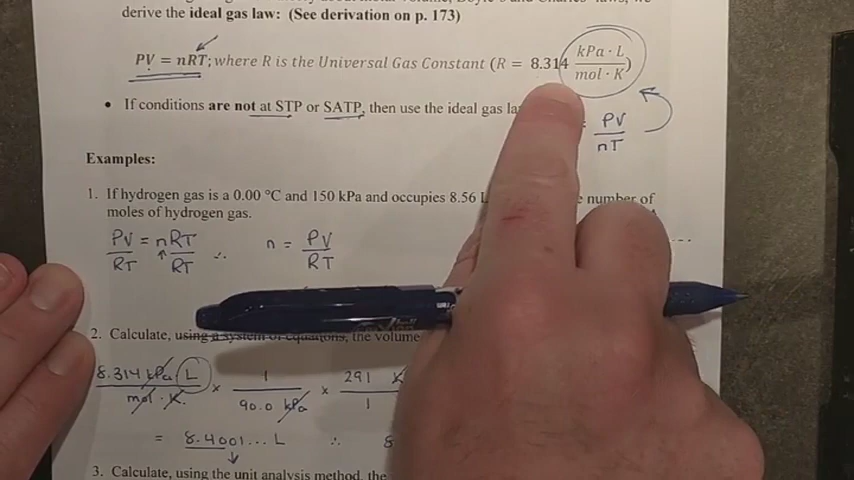 derive the ideal gas law: (See derivation on p. 173)
PV = nRT; where R is the Universal Gas Constant (R = 8.314 kPa · L / mol · K)
• If conditions are not at STP or SATP, then use the ideal gas
PV / nT
Examples:
1. If hydrogen gas is a 0.00 °C and 150 kPa and occupies 8.56 number of
moles of hydrogen gas.
PV / RT = nRT / RT ∴ n = PV / RT
2. Calculate, using a system of equations, the volume
8.314 kPa L / mol · K × 1 / 90.0 kPa × 291 K / 1
= 8.4001... L ∴ 8
3. Calculate, using the unit analysis method, the